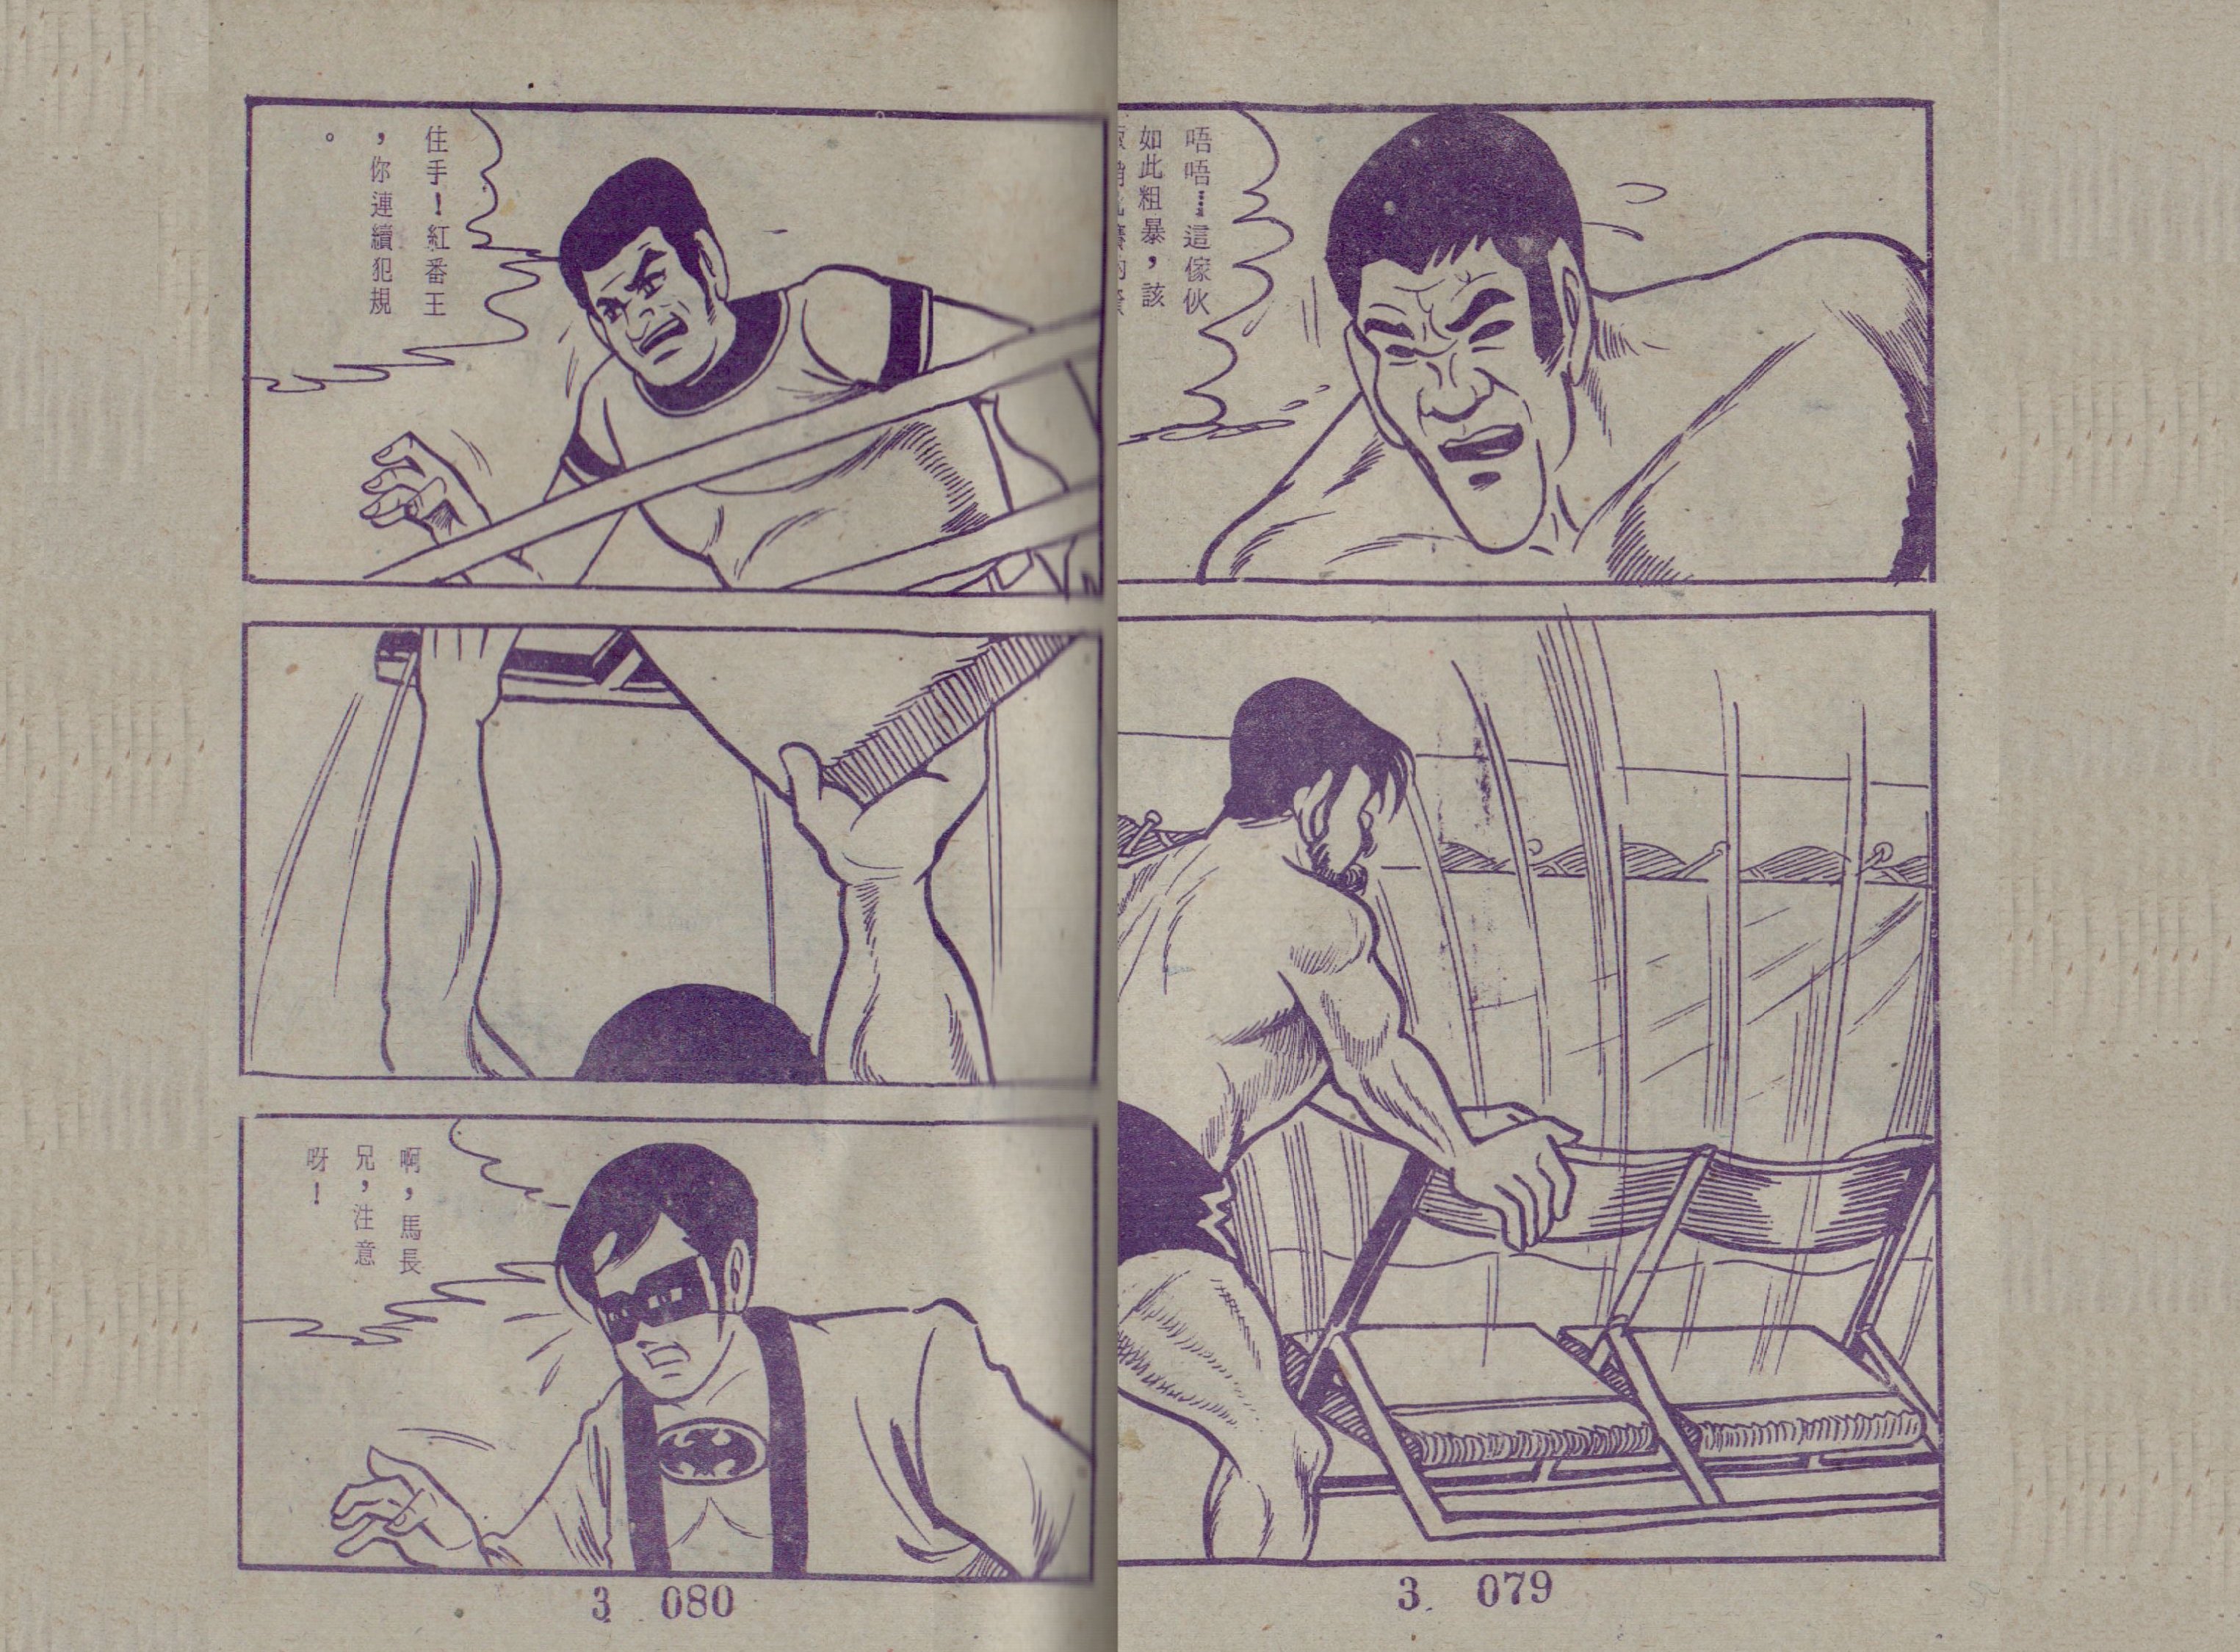 唔唔…這傢伙
如此粗暴，該
3 079
住手！紅番王
，你連續犯規
。
啊，馬長
兄，注意
呀！
3 080